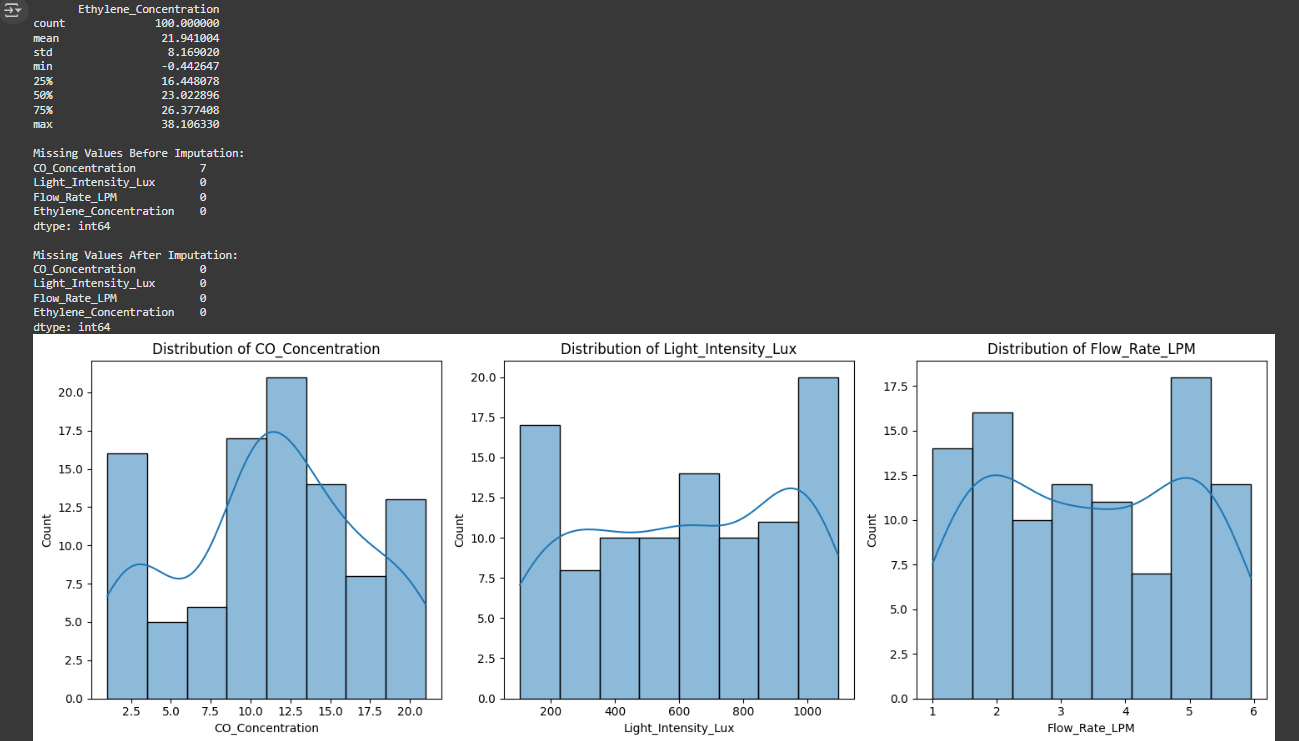 Ethylene_Concentration
count 100.000000
mean 21.941004
std 8.169020
min -0.442647
25% 16.448078
50% 23.022896
75% 26.377408
max 38.106330
Missing Values Before Imputation:
CO_Concentration 7
Light_Intensity_Lux 0
Flow_Rate_LPM 0
Ethylene_Concentration 0
dtype: int64
Missing Values After Imputation:
CO_Concentration 0
Light_Intensity_Lux 0
Flow_Rate_LPM 0
Ethylene_Concentration 0
dtype: int64
Distribution of CO_Concentration
20.0
17.5
15.0
12.5
10.0
7.5
5.0
2.5
0.0
Count
2.5 5.0 7.5 10.0 12.5 15.0 17.5 20.0
CO_Concentration
Distribution of Light_Intensity_Lux
20.0
17.5
15.0
12.5
10.0
7.5
5.0
2.5
0.0
Count
200 400 600 800 1000
Light_Intensity_Lux
Distribution of Flow_Rate_LPM
17.5
15.0
12.5
10.0
7.5
5.0
2.5
0.0
Count
1 2 3 4 5 6
Flow_Rate_LPM